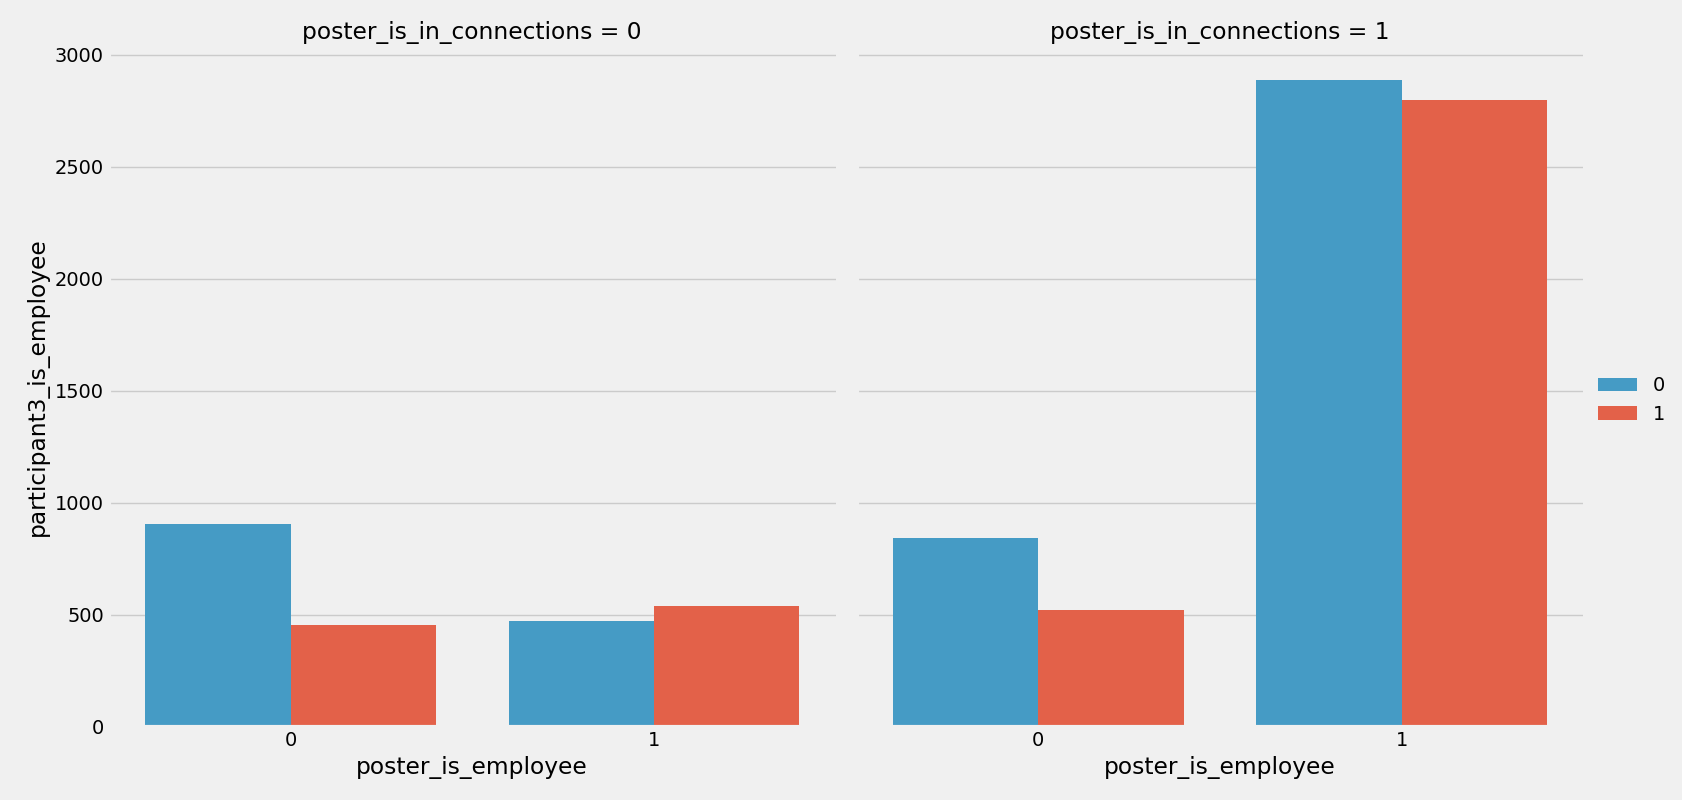 poster_is_in_connections = 0
poster_is_in_connections = 1
participant3_is_employee
3000
2500
2000
1500
1000
500
0
0
1
0
1
poster_is_employee
poster_is_employee
0
1